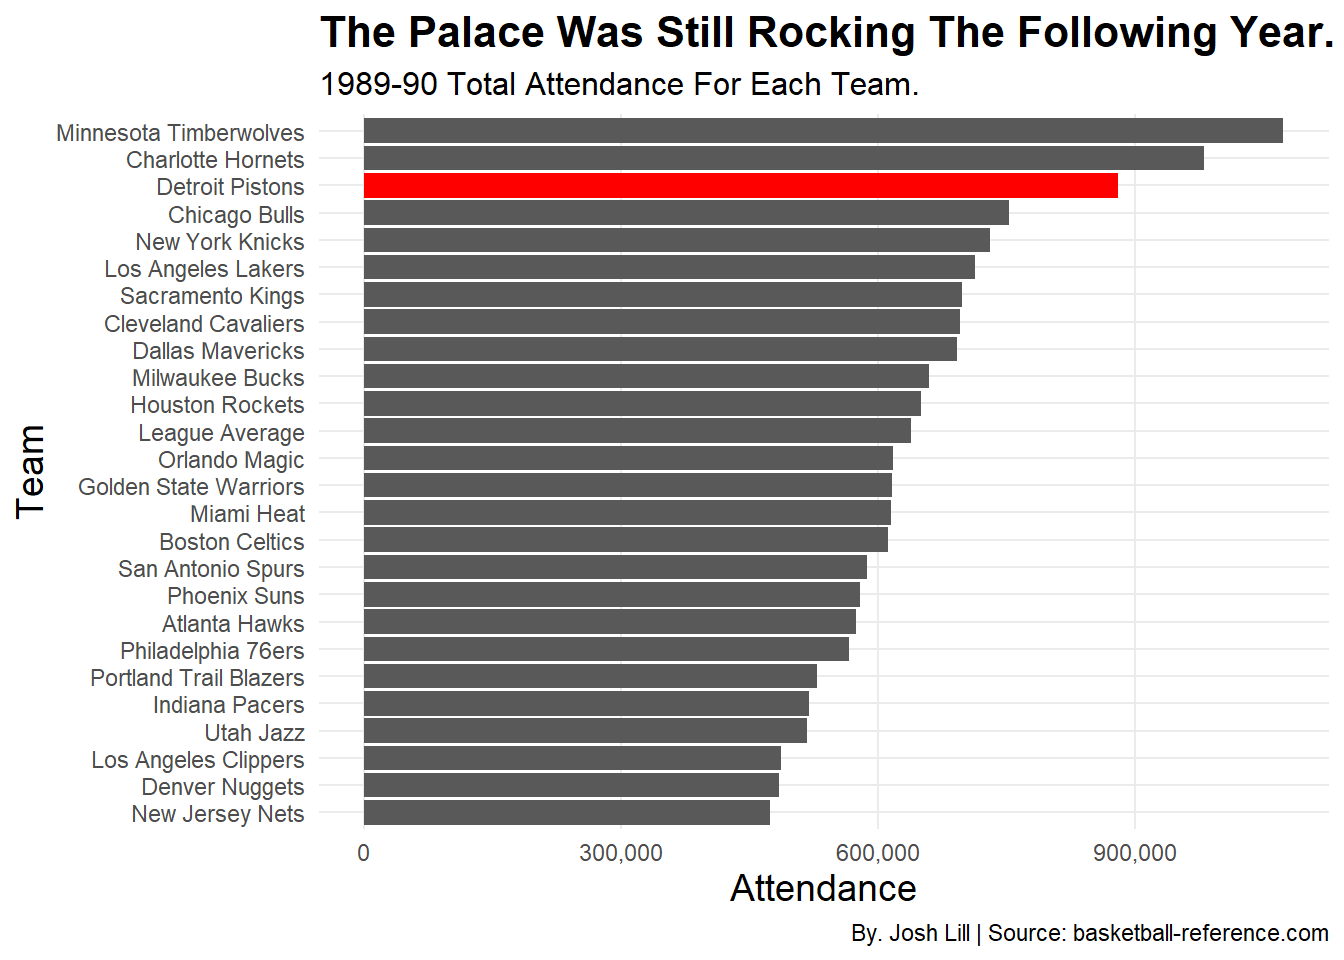 The Palace Was Still Rocking The Following Year.
1989-90 Total Attendance For Each Team.
Team
Minnesota Timberwolves
Charlotte Hornets
Detroit Pistons
Chicago Bulls
New York Knicks
Los Angeles Lakers
Sacramento Kings
Cleveland Cavaliers
Dallas Mavericks
Milwaukee Bucks
Houston Rockets
League Average
Orlando Magic
Golden State Warriors
Miami Heat
Boston Celtics
San Antonio Spurs
Phoenix Suns
Atlanta Hawks
Philadelphia 76ers
Portland Trail Blazers
Indiana Pacers
Utah Jazz
Los Angeles Clippers
Denver Nuggets
New Jersey Nets
0 300,000 600,000 900,000
Attendance
By. Josh Lill | Source: basketball-reference.com